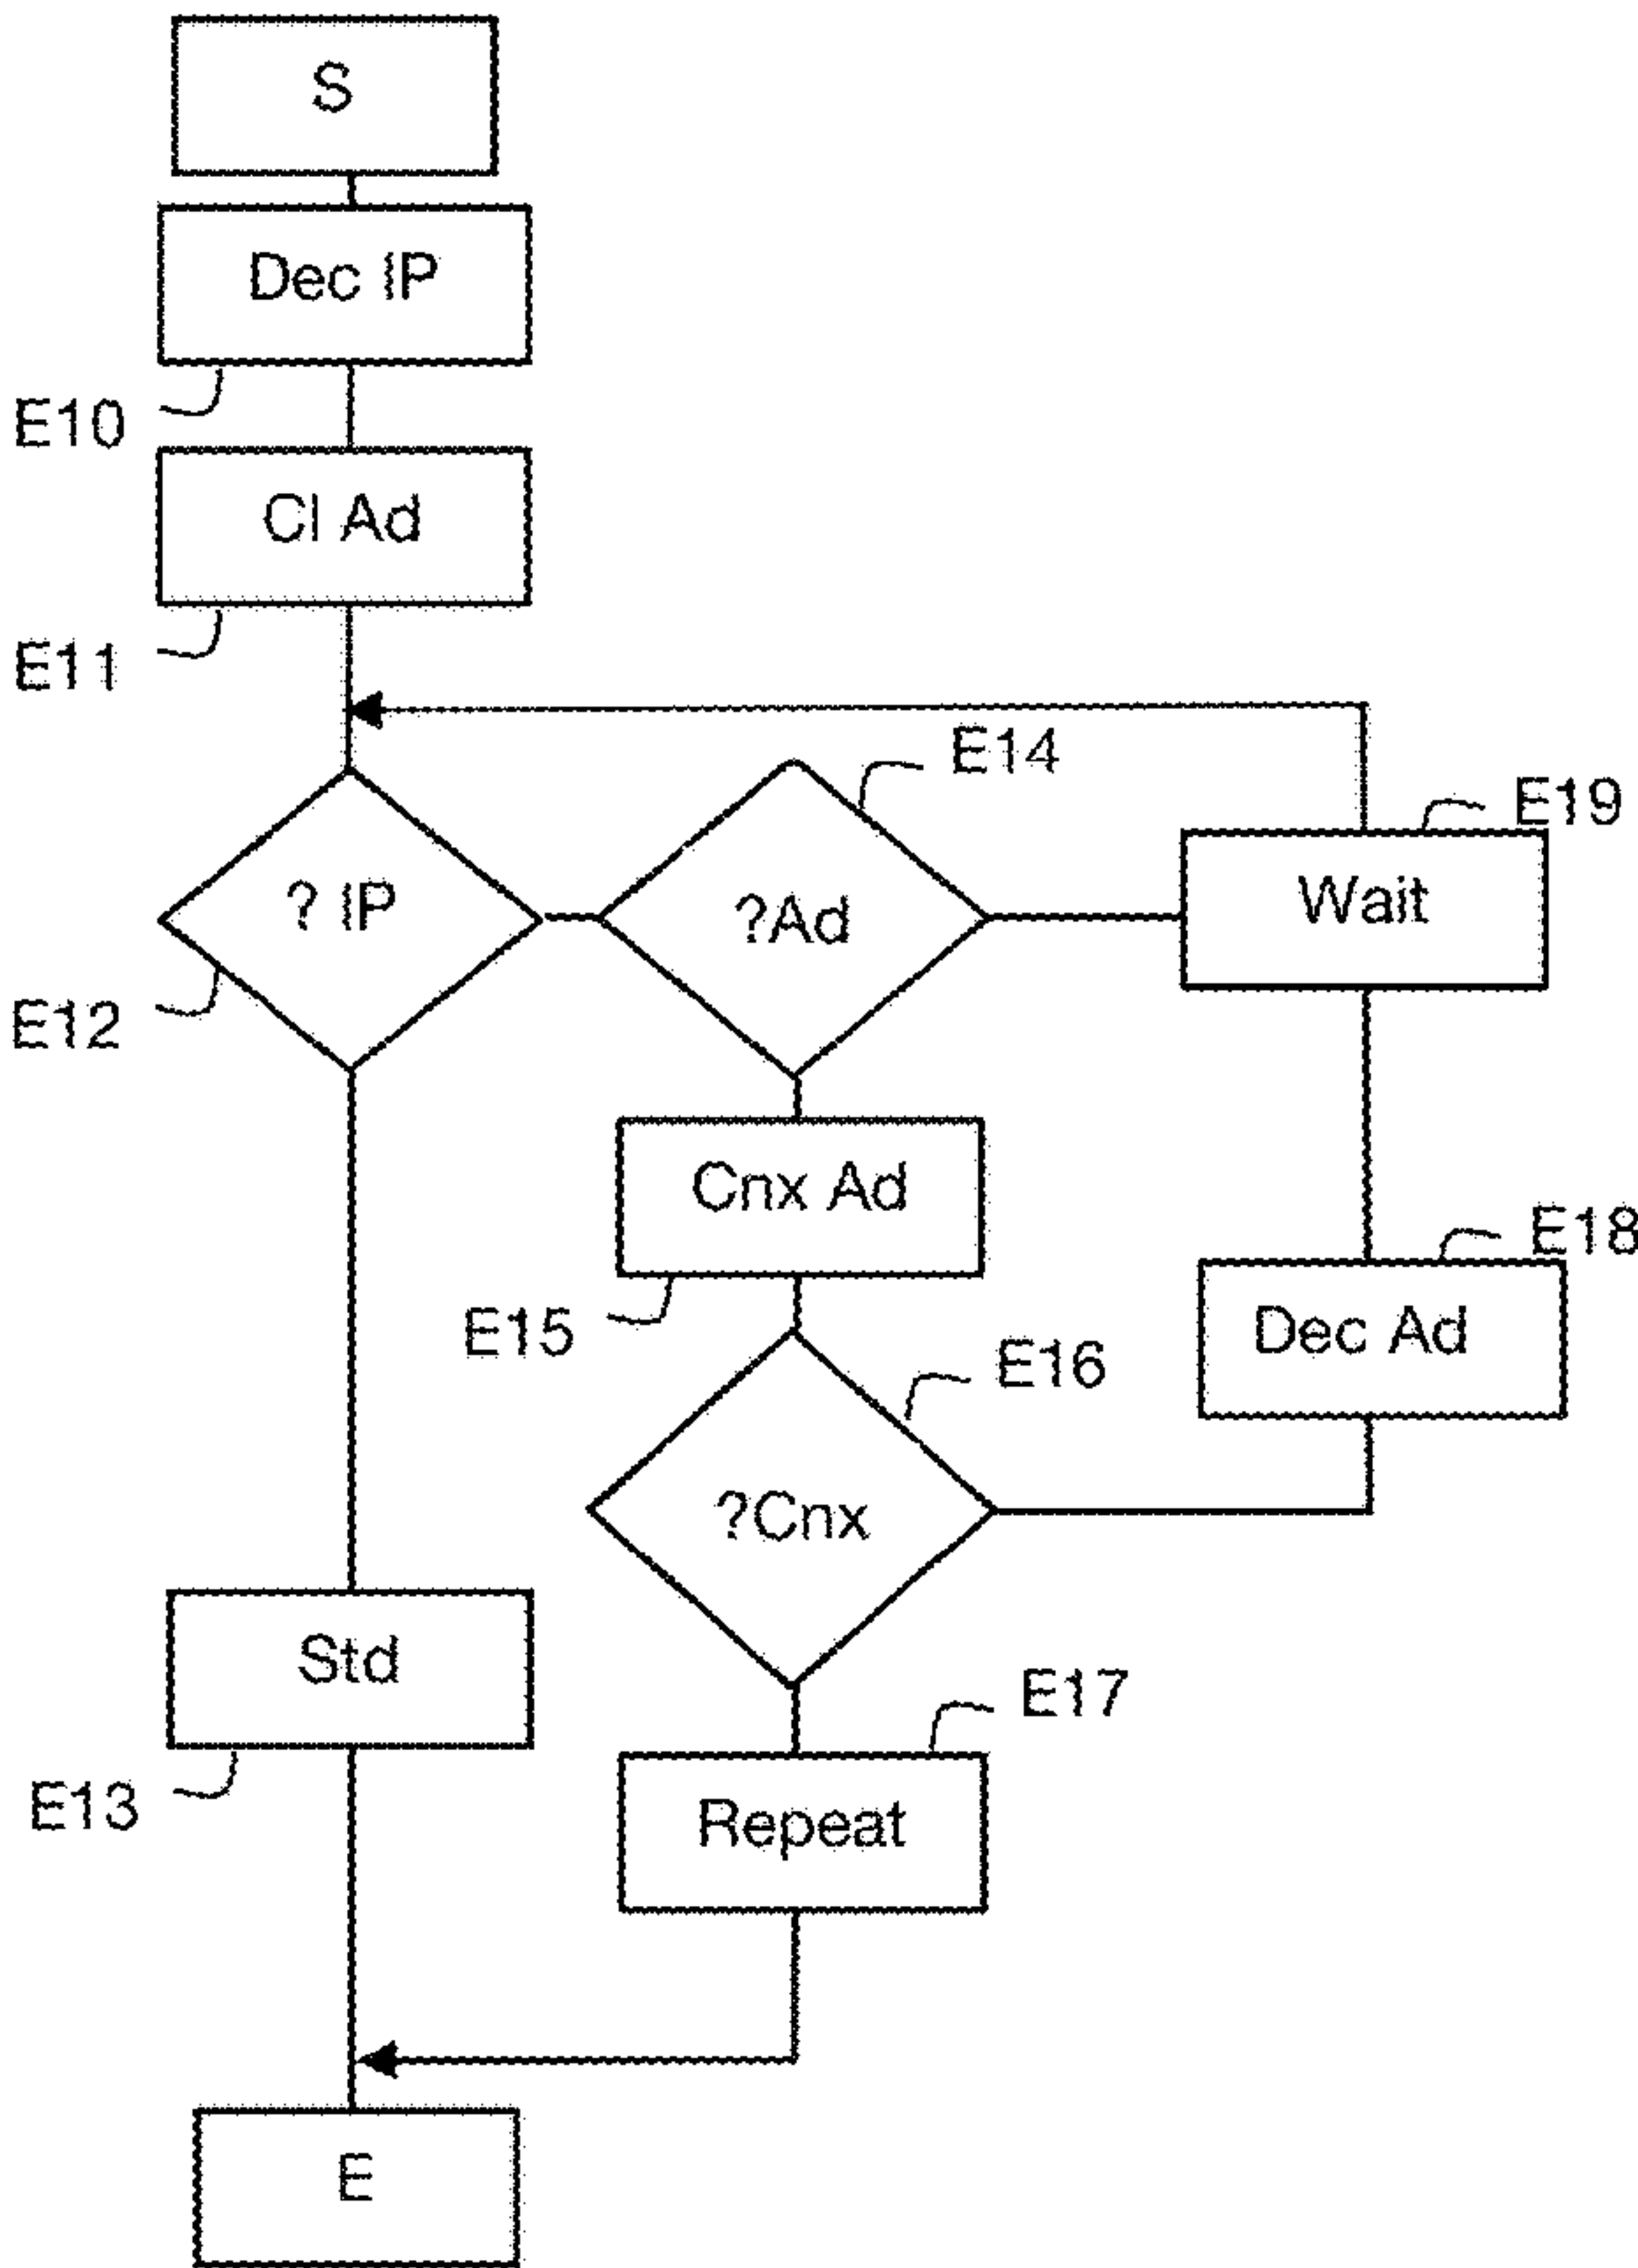 S
Dec IP
E10
Cl Ad
E11
E14
E19
? IP
?Ad
Wait
E12
Cnx Ad
E18
E15
Dec Ad
E16
?Cnx
Std
E17
E13
Repeat
E